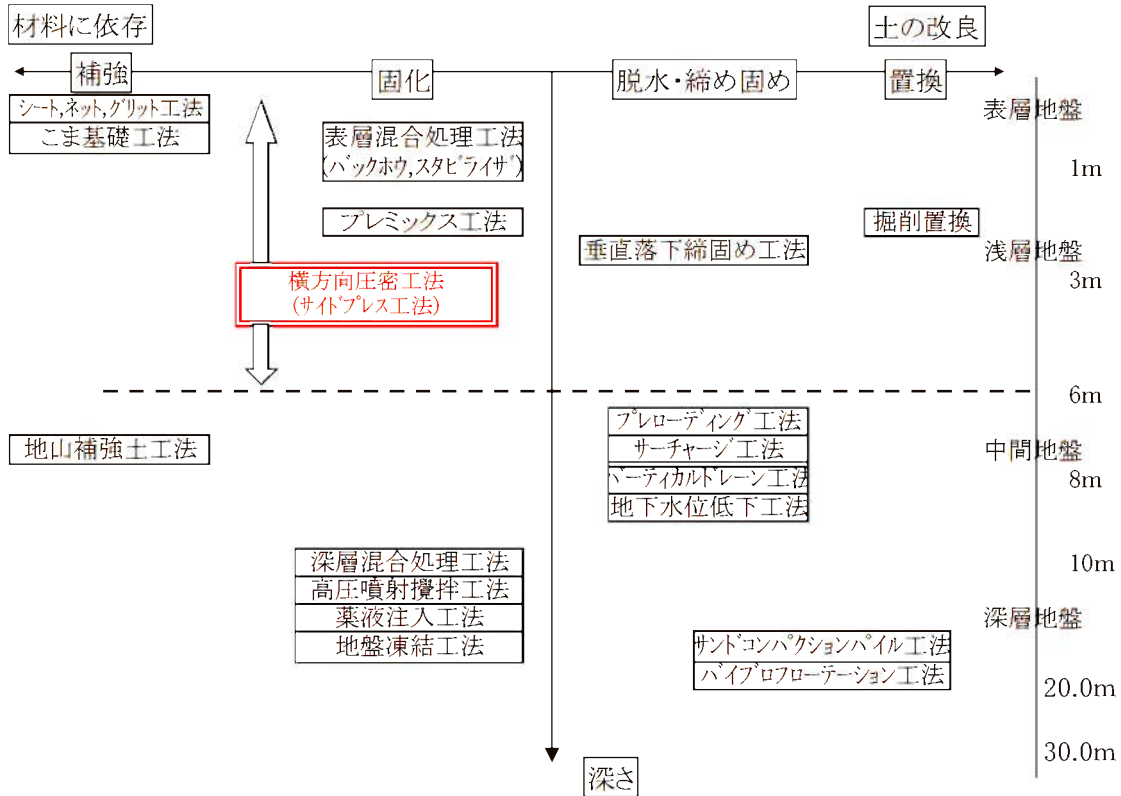 材料に依存
土の改良
補強
固化
脱水・締め固め
置換
シート,ネット,グリット工法
こま基礎工法
表層混合処理工法
(バックホウ,スタビライザ)
表層地盤
1m
プレミックス工法
掘削置換
垂直落下締固め工法
浅層地盤
3m
横方向圧密工法
(サイドプレス工法)
6m
プレローディング工法
地山補強土工法
サーチャージ工法
中間地盤
バーティカルドレーン工法
8m
地下水位低下工法
深層混合処理工法
10m
高圧噴射攪拌工法
薬液注入工法
深層地盤
地盤凍結工法
サンドコンパクションパイル工法
バイブロフローテーション工法
20.0m
30.0m
深さ